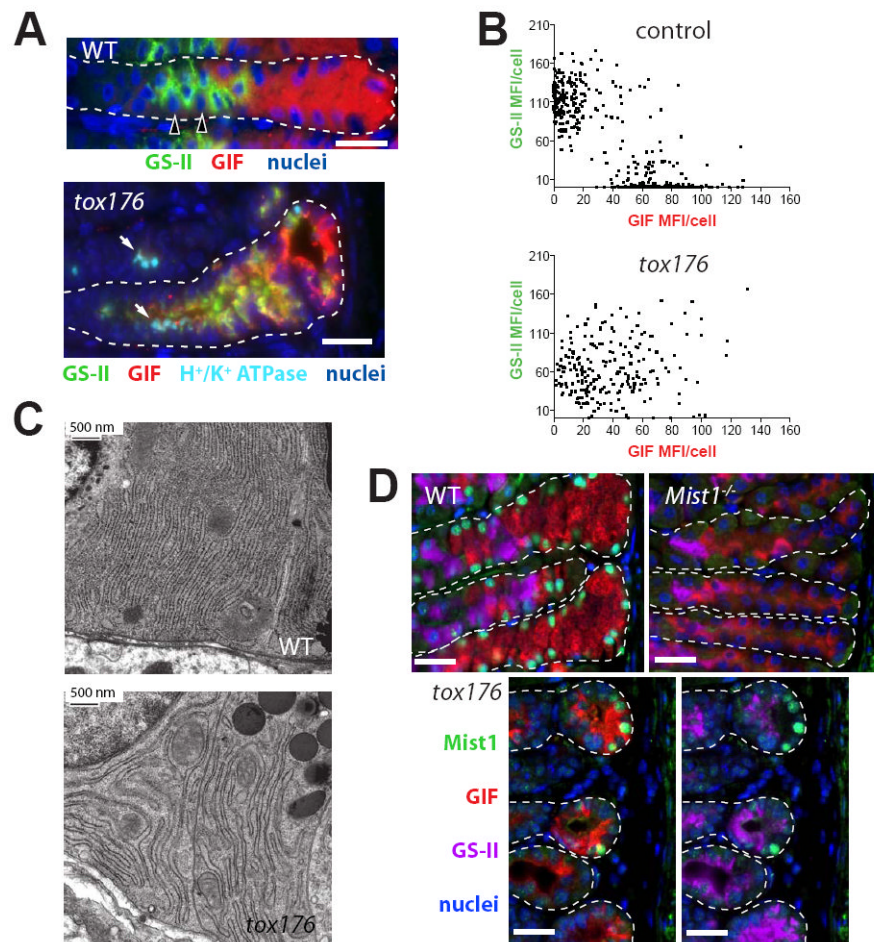 A
WT
GS-II GIF nuclei
tox176
GS-II GIF H⁺/K⁺ ATPase nuclei
B
control
GS-II MFI/cell
210
160
110
60
10
0 20 40 60 80 100 120 140 160
GIF MFI/cell
tox176
GS-II MFI/cell
210
160
110
60
10
0 20 40 60 80 100 120 140 160
GIF MFI/cell
C
500 nm
WT
500 nm
tox176
D
WT
Mist1⁻/⁻
tox176
Mist1
GIF
GS-II
nuclei